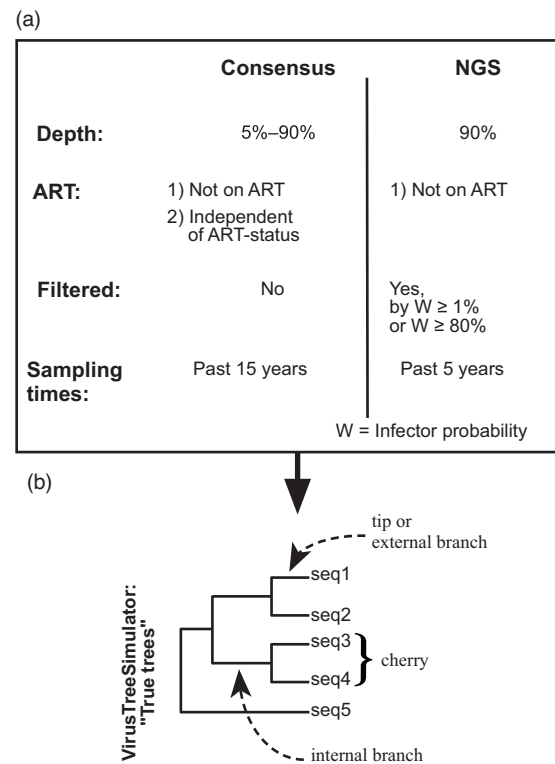 (a)
Consensus NGS
Depth: 5%–90% 90%
ART: 1) Not on ART 1) Not on ART
2) Independent
of ART-status
Filtered: No Yes,
by W ≥ 1%
or W ≥ 80%
Sampling Past 15 years Past 5 years
times:
W = Infector probability
(b)
tip or
external branch
VirusTreeSimulator:
"True trees"
seq1
seq2
seq3
cherry
seq4
seq5
internal branch